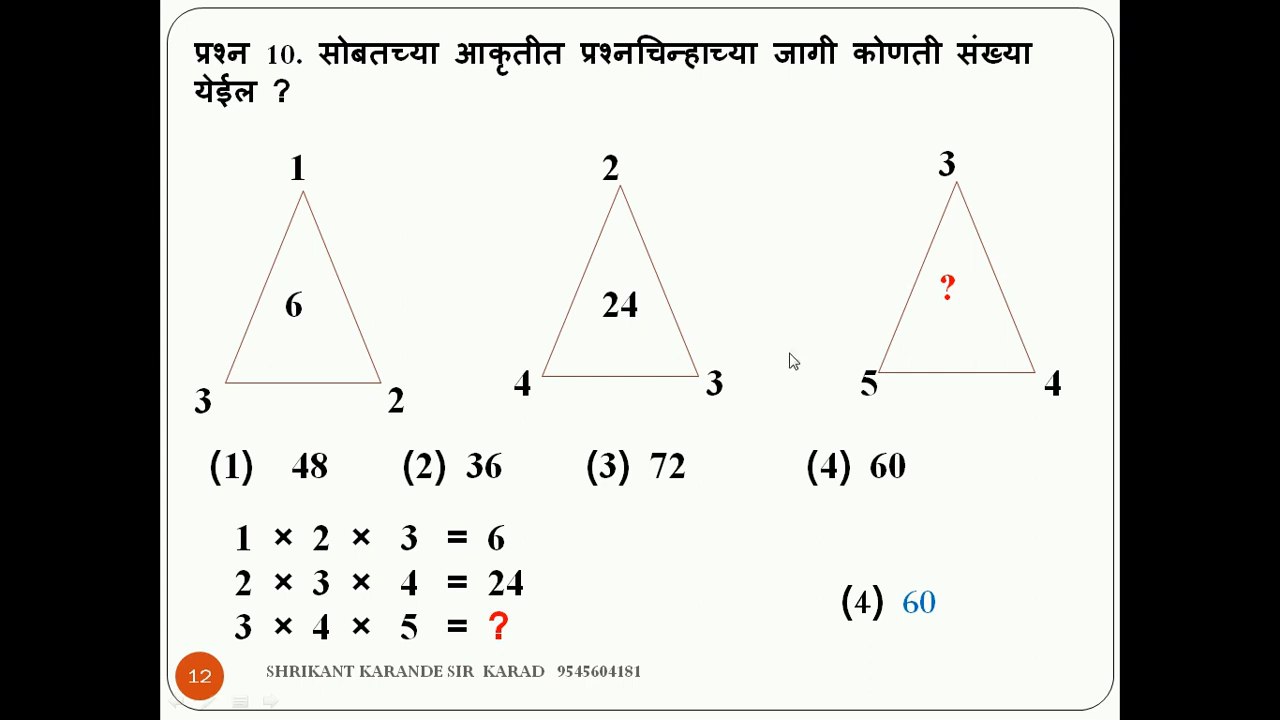 प्रश्न 10. सोबतच्या आकृतीत प्रश्नचिन्हाच्या जागी कोणती संख्या
येईल ?
1 2 3
6 24 ?
3 2 4 3 5 4
(1) 48 (2) 36 (3) 72 (4) 60
1 × 2 × 3 = 6
2 × 3 × 4 = 24
3 × 4 × 5 = ?
(4) 60
12 SHRIKANT KARANDE SIR KARAD 9545604181